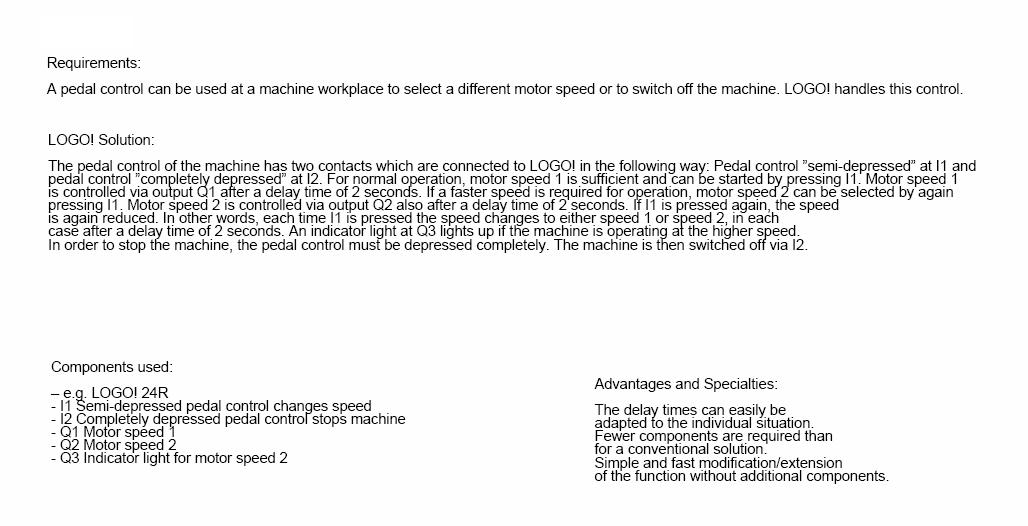 Requirements:
A pedal control can be used at a machine workplace to select a different motor speed or to switch off the machine. LOGO! handles this control.
LOGO! Solution:
The pedal control of the machine has two contacts which are connected to LOGO! in the following way: Pedal control ”semi-depressed” at I1 and
pedal control ”completely depressed” at I2. For normal operation, motor speed 1 is sufficient and can be started by pressing I1. Motor speed 1
is controlled via output Q1 after a delay time of 2 seconds. If a faster speed is required for operation, motor speed 2 can be selected by again
pressing I1. Motor speed 2 is controlled via output Q2 also after a delay time of 2 seconds. If I1 is pressed again, the speed
is again reduced. In other words, each time I1 is pressed the speed changes to either speed 1 or speed 2, in each
case after a delay time of 2 seconds. An indicator light at Q3 lights up if the machine is operating at the higher speed.
In order to stop the machine, the pedal control must be depressed completely. The machine is then switched off via I2.
Components used:
– e.g. LOGO! 24R
- I1 Semi-depressed pedal control changes speed
- I2 Completely depressed pedal control stops machine
- Q1 Motor speed 1
- Q2 Motor speed 2
- Q3 Indicator light for motor speed 2
Advantages and Specialties:
The delay times can easily be
adapted to the individual situation.
Fewer components are required than
for a conventional solution.
Simple and fast modification/extension
of the function without additional components.